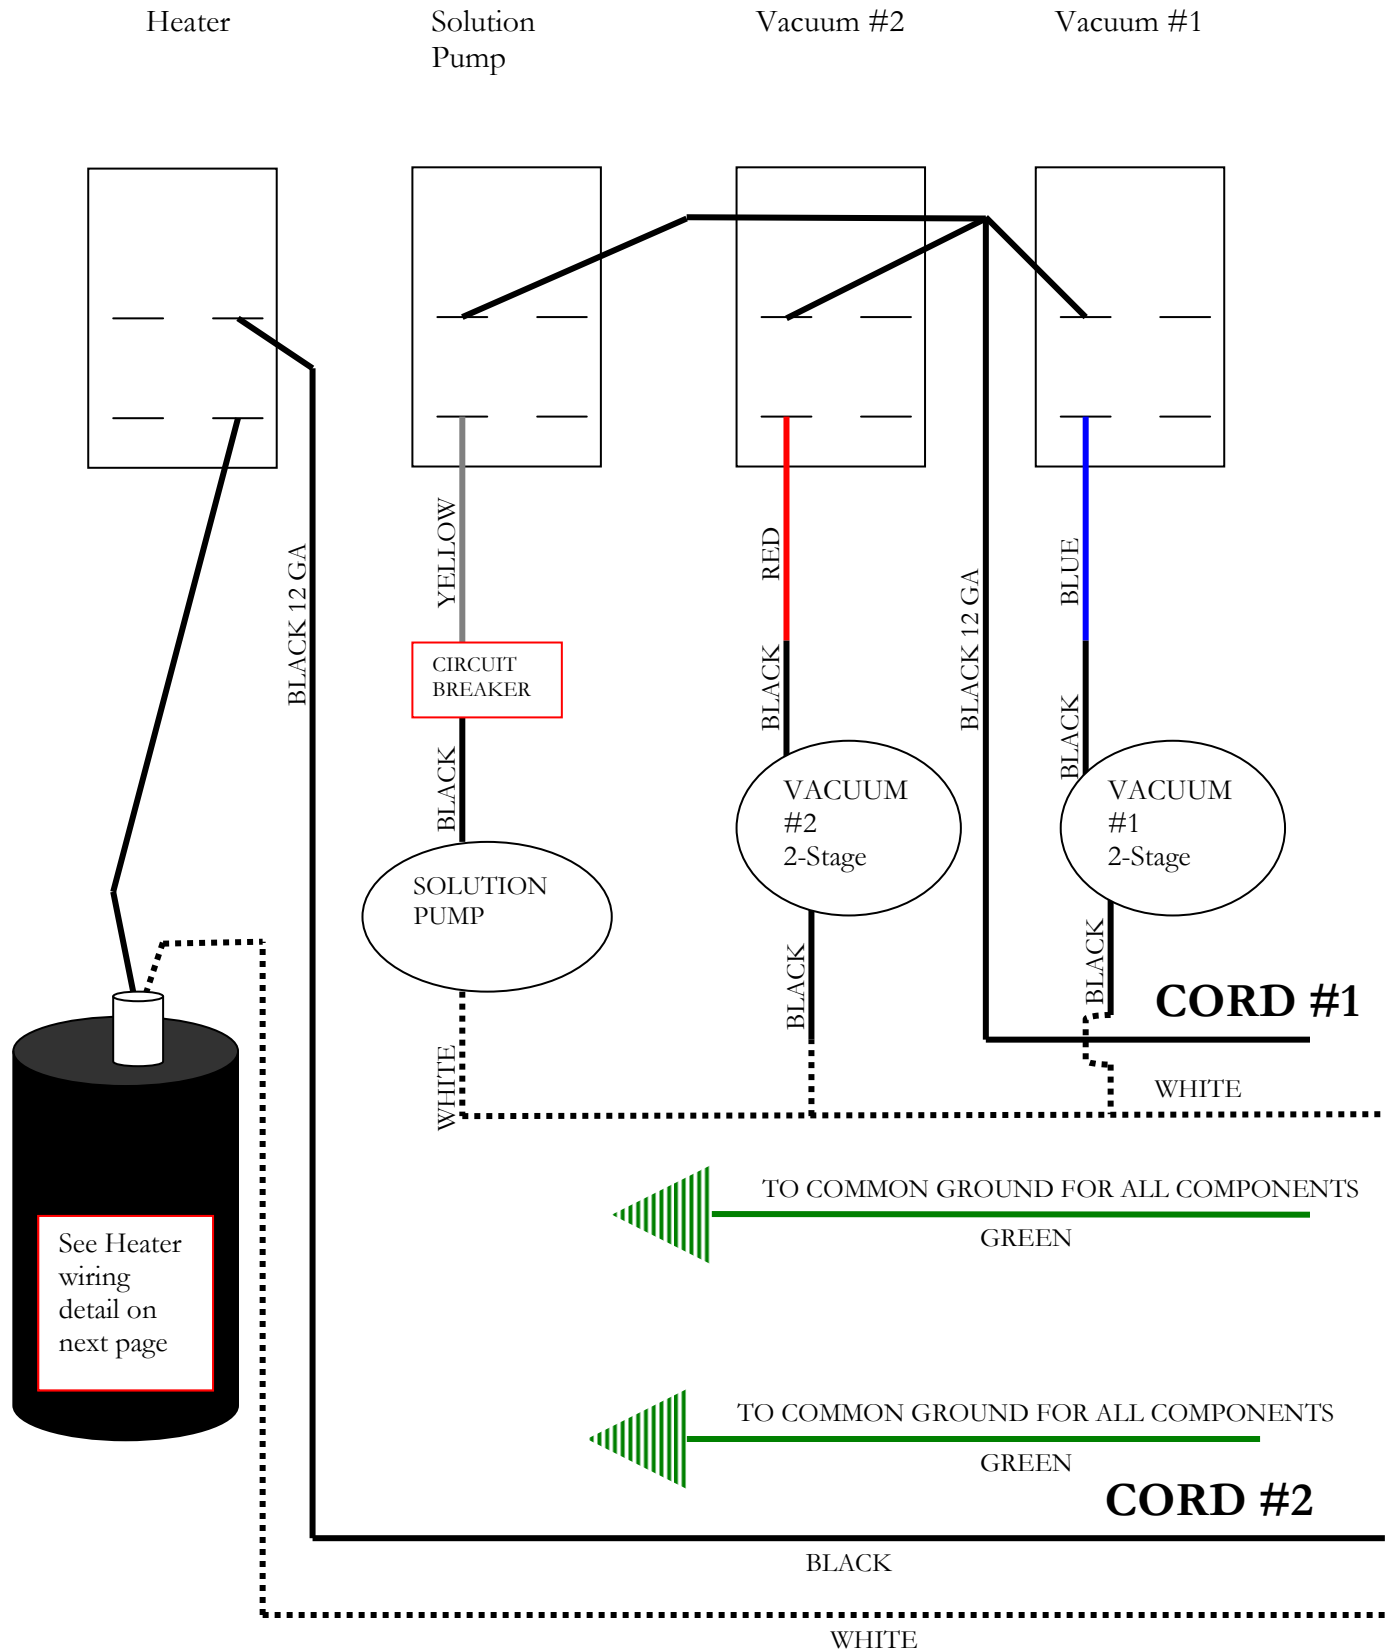 Heater
Solution
Pump
Vacuum #2
Vacuum #1
BLACK 12 GA
YELLOW
RED
BLACK 12 GA
BLUE
CIRCUIT
BREAKER
BLACK
BLACK
BLACK
VACUUM
#2
2-Stage
VACUUM
#1
2-Stage
SOLUTION
PUMP
BLACK
BLACK
CORD #1
WHITE
WHITE
TO COMMON GROUND FOR ALL COMPONENTS
GREEN
See Heater
wiring
detail on
next page
TO COMMON GROUND FOR ALL COMPONENTS
GREEN
CORD #2
BLACK
WHITE